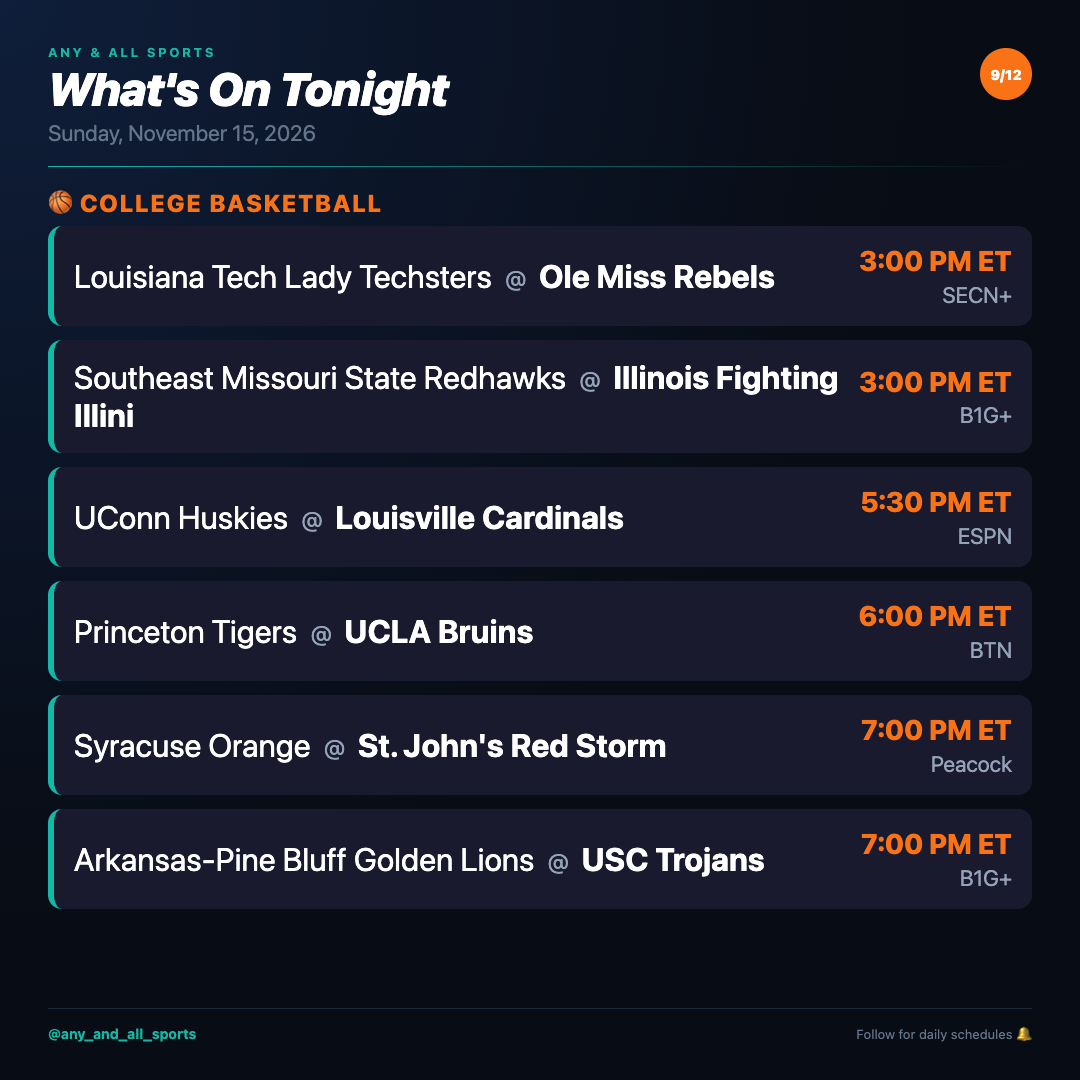 ANY & ALL SPORTS
What's On Tonight
Sunday, November 15, 2026
9/12
🏀 COLLEGE BASKETBALL
Louisiana Tech Lady Techsters @ Ole Miss Rebels
3:00 PM ET
SECN+
Southeast Missouri State Redhawks @ Illinois Fighting
Illini
3:00 PM ET
B1G+
UConn Huskies @ Louisville Cardinals
5:30 PM ET
ESPN
Princeton Tigers @ UCLA Bruins
6:00 PM ET
BTN
Syracuse Orange @ St. John's Red Storm
7:00 PM ET
Peacock
Arkansas-Pine Bluff Golden Lions @ USC Trojans
7:00 PM ET
B1G+
@any_and_all_sports
Follow for daily schedules 🔔